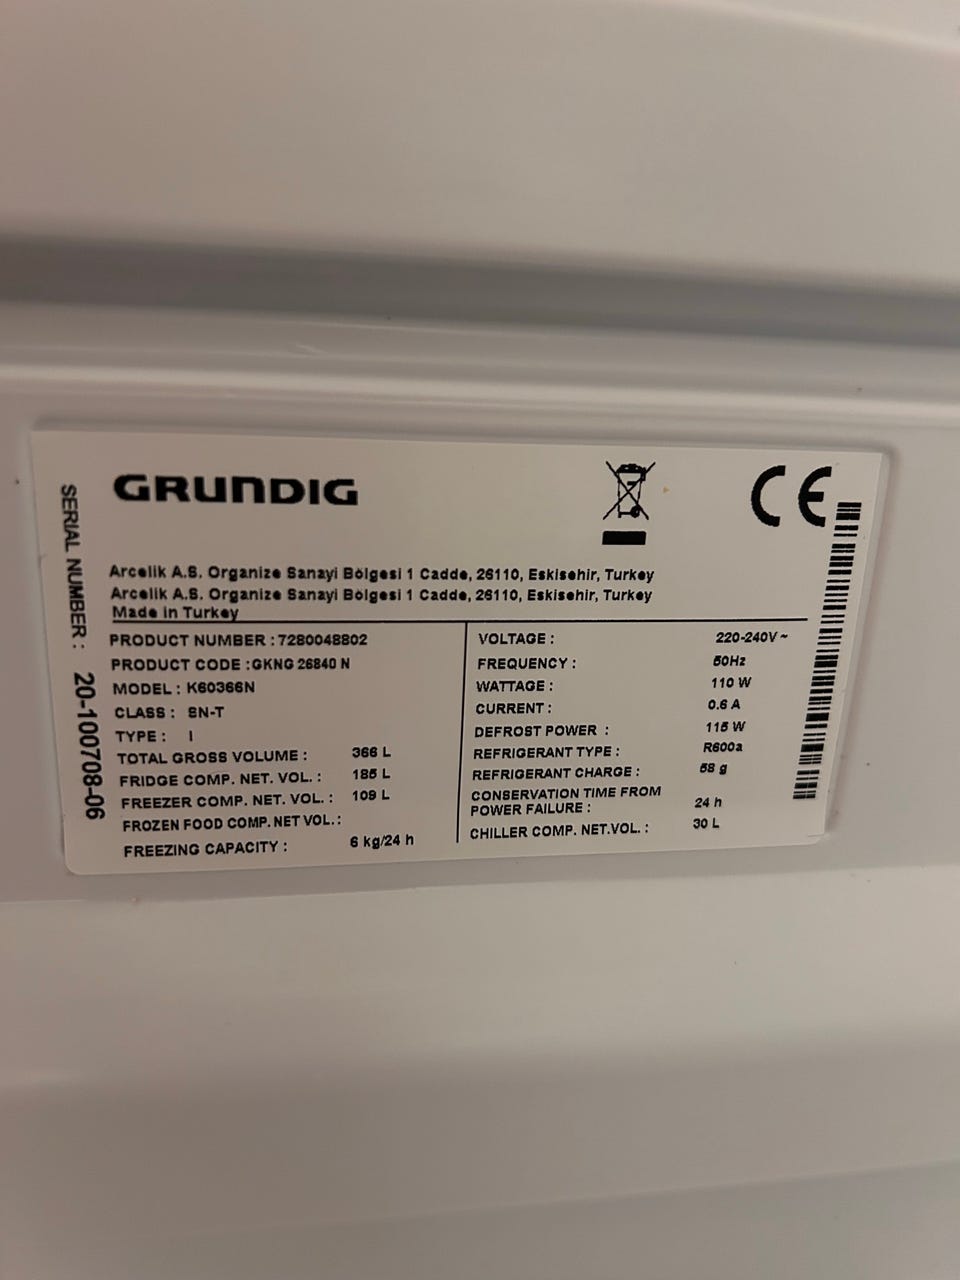 GRUNDIG
CE
Arcelik A.S. Organize Sanayi Bölgesi 1 Cadde, 26110, Eskisehir, Turkey
Arcelik A.S. Organize Sanayi Bölgesi 1 Cadde, 26110, Eskisehir, Turkey
Made in Turkey
SERIAL NUMBER : 20-100708-06
PRODUCT NUMBER : 7280048802
PRODUCT CODE : GKNG 26840 N
MODEL : K60366N
CLASS : SN-T
TYPE : I
TOTAL GROSS VOLUME : 366 L
FRIDGE COMP. NET. VOL. : 185 L
FREEZER COMP. NET. VOL. : 109 L
FROZEN FOOD COMP. NET VOL. :
FREEZING CAPACITY : 6 kg/24 h
VOLTAGE : 220-240V ~
FREQUENCY : 50Hz
WATTAGE : 110 W
CURRENT : 0.6 A
DEFROST POWER : 115 W
REFRIGERANT TYPE : R600a
REFRIGERANT CHARGE : 58 g
CONSERVATION TIME FROM
POWER FAILURE : 24 h
CHILLER COMP. NET.VOL. : 30 L